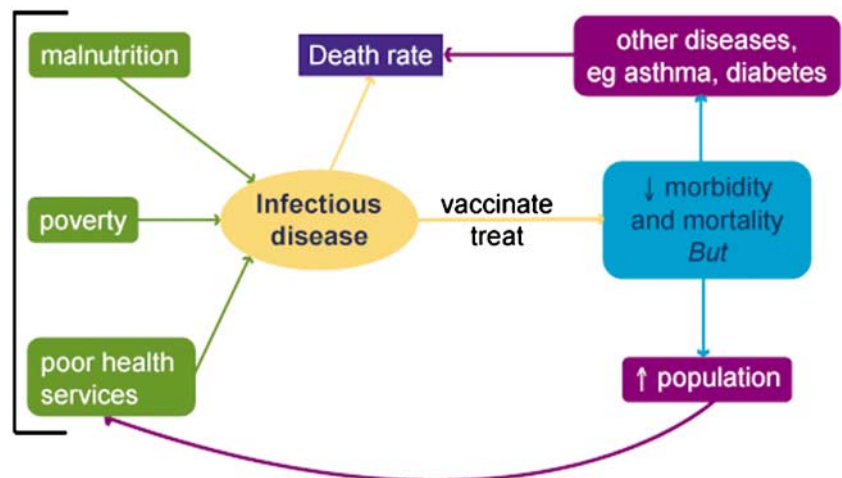 malnutrition
Death rate
other diseases,
eg asthma, diabetes
poverty
Infectious
disease
vaccinate
treat
↓ morbidity
and mortality
But
poor health
services
↑ population